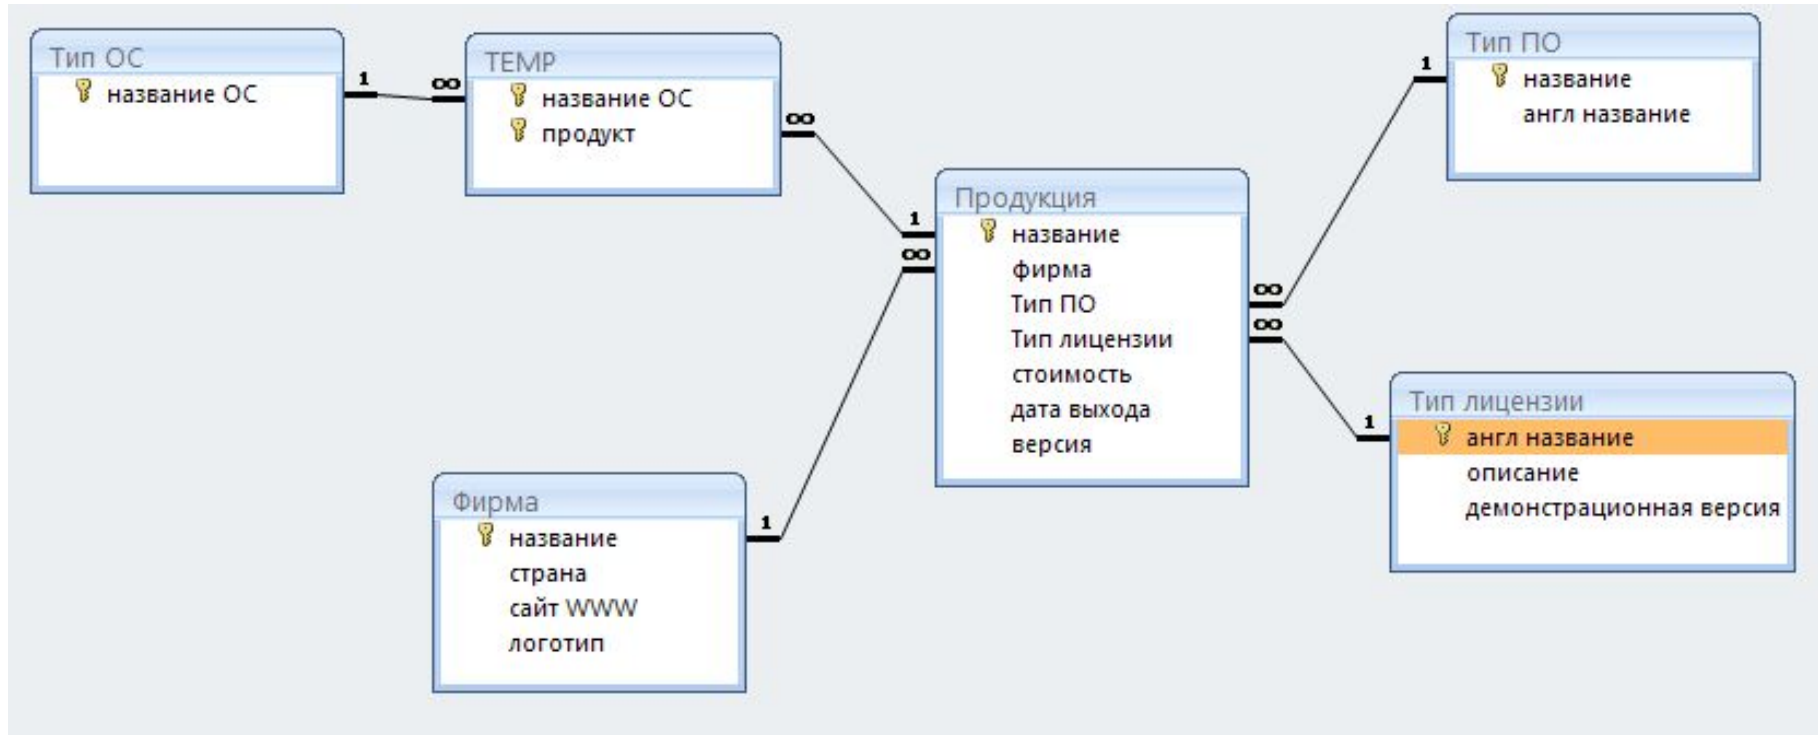 Тип ОС
название ОС
1
∞
TEMP
название ОС
продукт
∞
1
∞
Продукция
название
фирма
Тип ПО
Тип лицензии
стоимость
дата выхода
версия
∞
∞
1
Тип ПО
название
англ название
1
Тип лицензии
англ название
описание
демонстрационная версия
Фирма
название
страна
сайт WWW
логотип
1